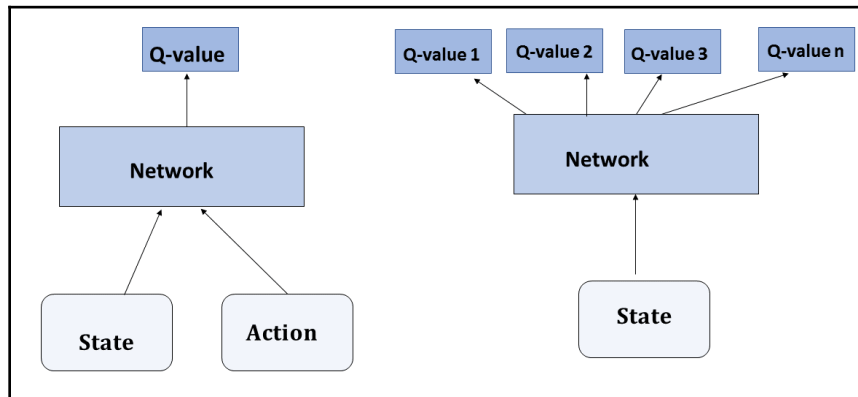 Q-value
Network
State
Action
Q-value 1
Q-value 2
Q-value 3
Q-value n
Network
State